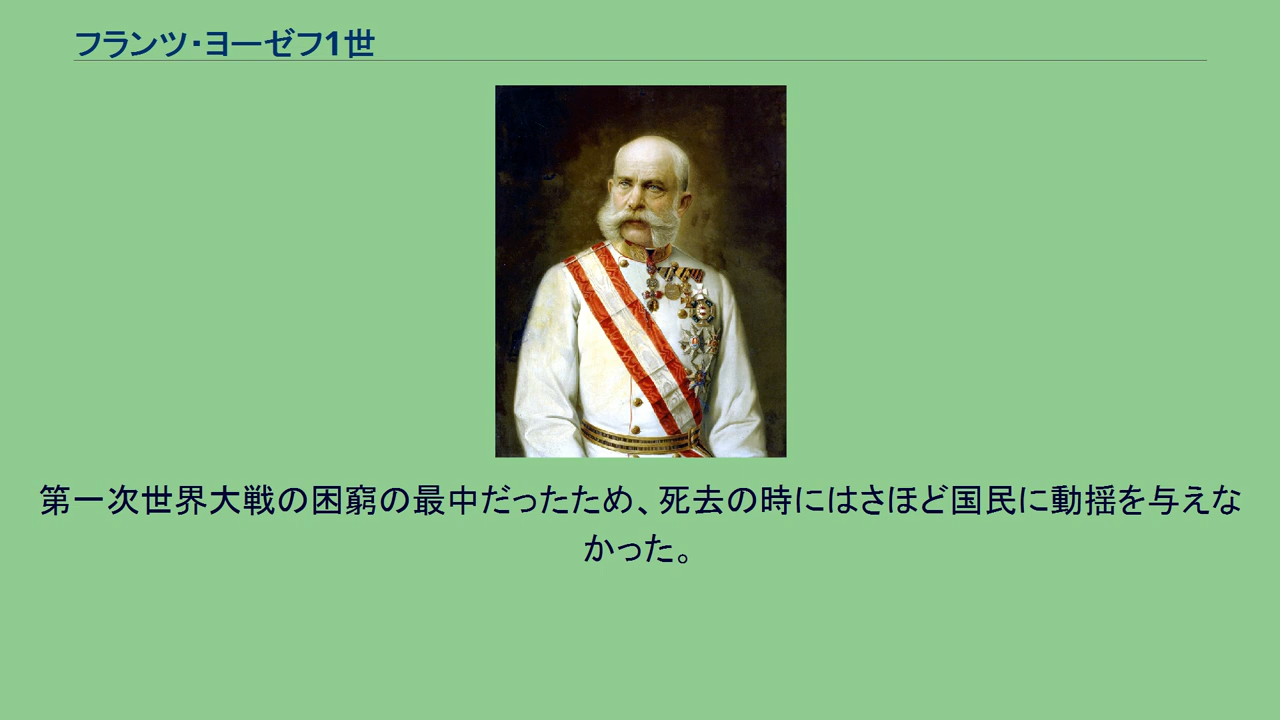 フランツ・ヨーゼフ1世
第一次世界大戦の困窮の最中だったため、死去の時にはさほど国民に動揺を与えな
かった。